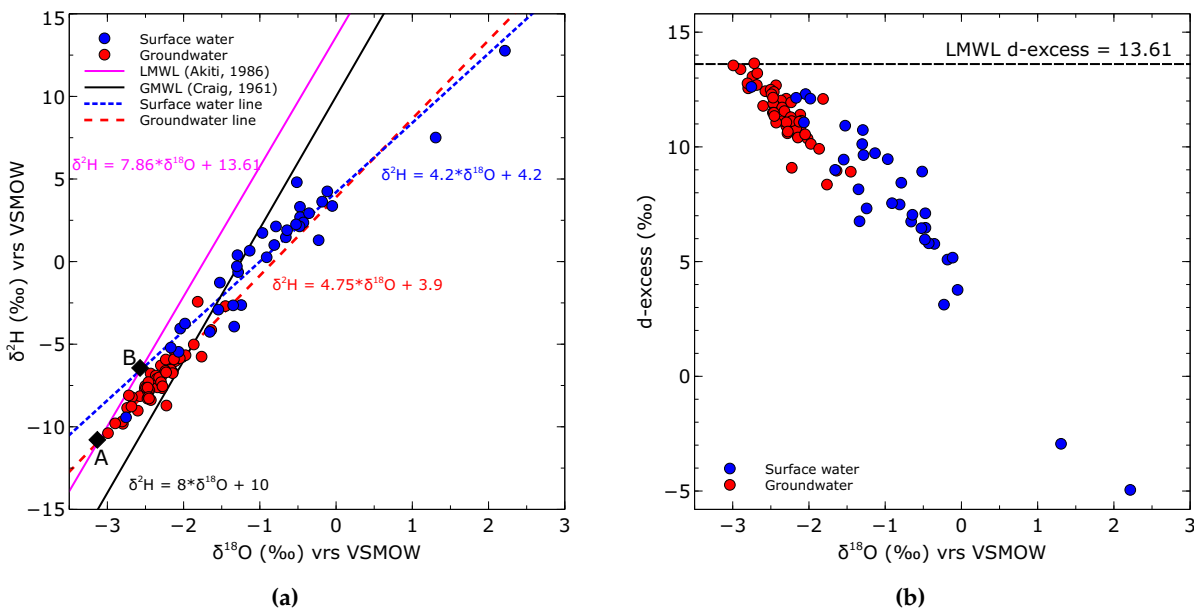 15
10
5
0
−5
−10
−15
−3
−2
−1
0
1
2
3
δ²H (‰) vrs VSMOW
δ¹⁸O (‰) vrs VSMOW
Surface water
Groundwater
LMWL (Akiti, 1986)
GMWL (Craig, 1961)
Surface water line
Groundwater line
δ²H = 7.86*δ¹⁸O + 13.61
δ²H = 4.2*δ¹⁸O + 4.2
δ²H = 4.75*δ¹⁸O + 3.9
B
A
δ²H = 8*δ¹⁸O + 10
(a)
15
10
5
0
−5
−3
−2
−1
0
1
2
3
d-excess (‰)
δ¹⁸O (‰) vrs VSMOW
LMWL d-excess = 13.61
Surface water
Groundwater
(b)